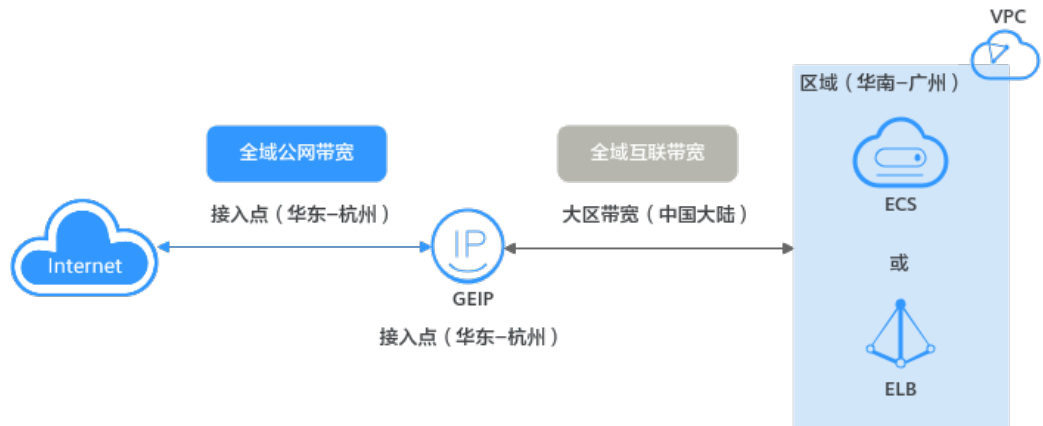 VPC
区域（华南–广州）
全域公网带宽
全域互联带宽
接入点（华东–杭州）
大区带宽（中国大陆）
ECS
Internet
IP
或
GEIP
接入点（华东–杭州）
ELB